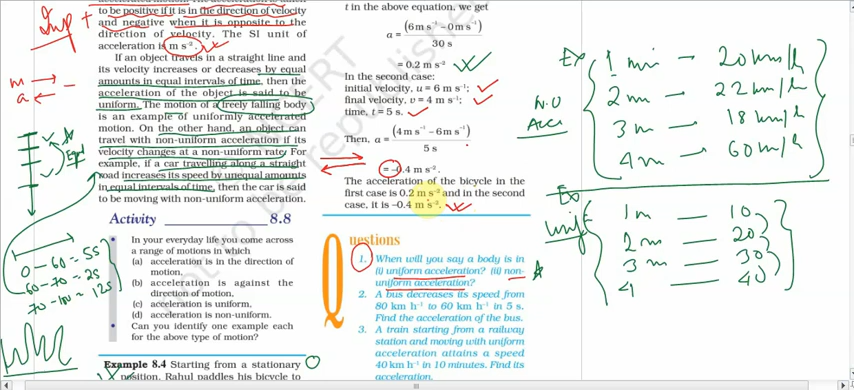 Imp +
to be positive if it is in the direction of velocity
and negative when it is opposite to the
direction of velocity. The SI unit of
acceleration is m s⁻².
If an object travels in a straight line and
its velocity increases or decreases by equal
amounts in equal intervals of time, then the
acceleration of the object is said to be
uniform. The motion of a freely falling body
is an example of uniformly accelerated
motion. On the other hand, an object can
travel with non-uniform acceleration if its
velocity changes at a non-uniform rate. For
example, if a car travelling along a straight
road increases its speed by unequal amounts
in equal intervals of time, then the car is said
to be moving with non-uniform acceleration.
m
a
Equal
Activity 8.8
• In your everyday life you come across
a range of motions in which
(a) acceleration is in the direction of
motion,
(b) acceleration is against the
direction of motion,
(c) acceleration is uniform,
(d) acceleration is non-uniform.
• Can you identify one example each
for the above type of motion?
0 - 60 = 5s
60 - 70 = 2s
70 - 100 = 12s
Example 8.4 Starting from a stationary
position, Rahul paddles his bicycle to
t in the above equation, we get
a = (6 m s⁻¹ – 0 m s⁻¹)
30 s
= 0.2 m s⁻²
In the second case:
initial velocity, u = 6 m s⁻¹;
final velocity, v = 4 m s⁻¹;
time, t = 5 s.
Then, a = (4 m s⁻¹ – 6 m s⁻¹)
5 s
= –0.4 m s⁻².
The acceleration of the bicycle in the
first case is 0.2 m s⁻² and in the second
case, it is –0.4 m s⁻².
Questions
1. When will you say a body is in
(i) uniform acceleration? (ii) non-
uniform acceleration?
2. A bus decreases its speed from
80 km h⁻¹ to 60 km h⁻¹ in 5 s.
Find the acceleration of the bus.
3. A train starting from a railway
station and moving with uniform
acceleration attains a speed
40 km h⁻¹ in 10 minutes. Find its
acceleration.
Ex
N.U
Acc
1 mi — 20 km/h
2 m — 22 km/h
3 m — 18 km/h
4 m — 60 km/h
Ex
Unif
1 m — 10
2 m — 20
3 m — 30
4 — 40